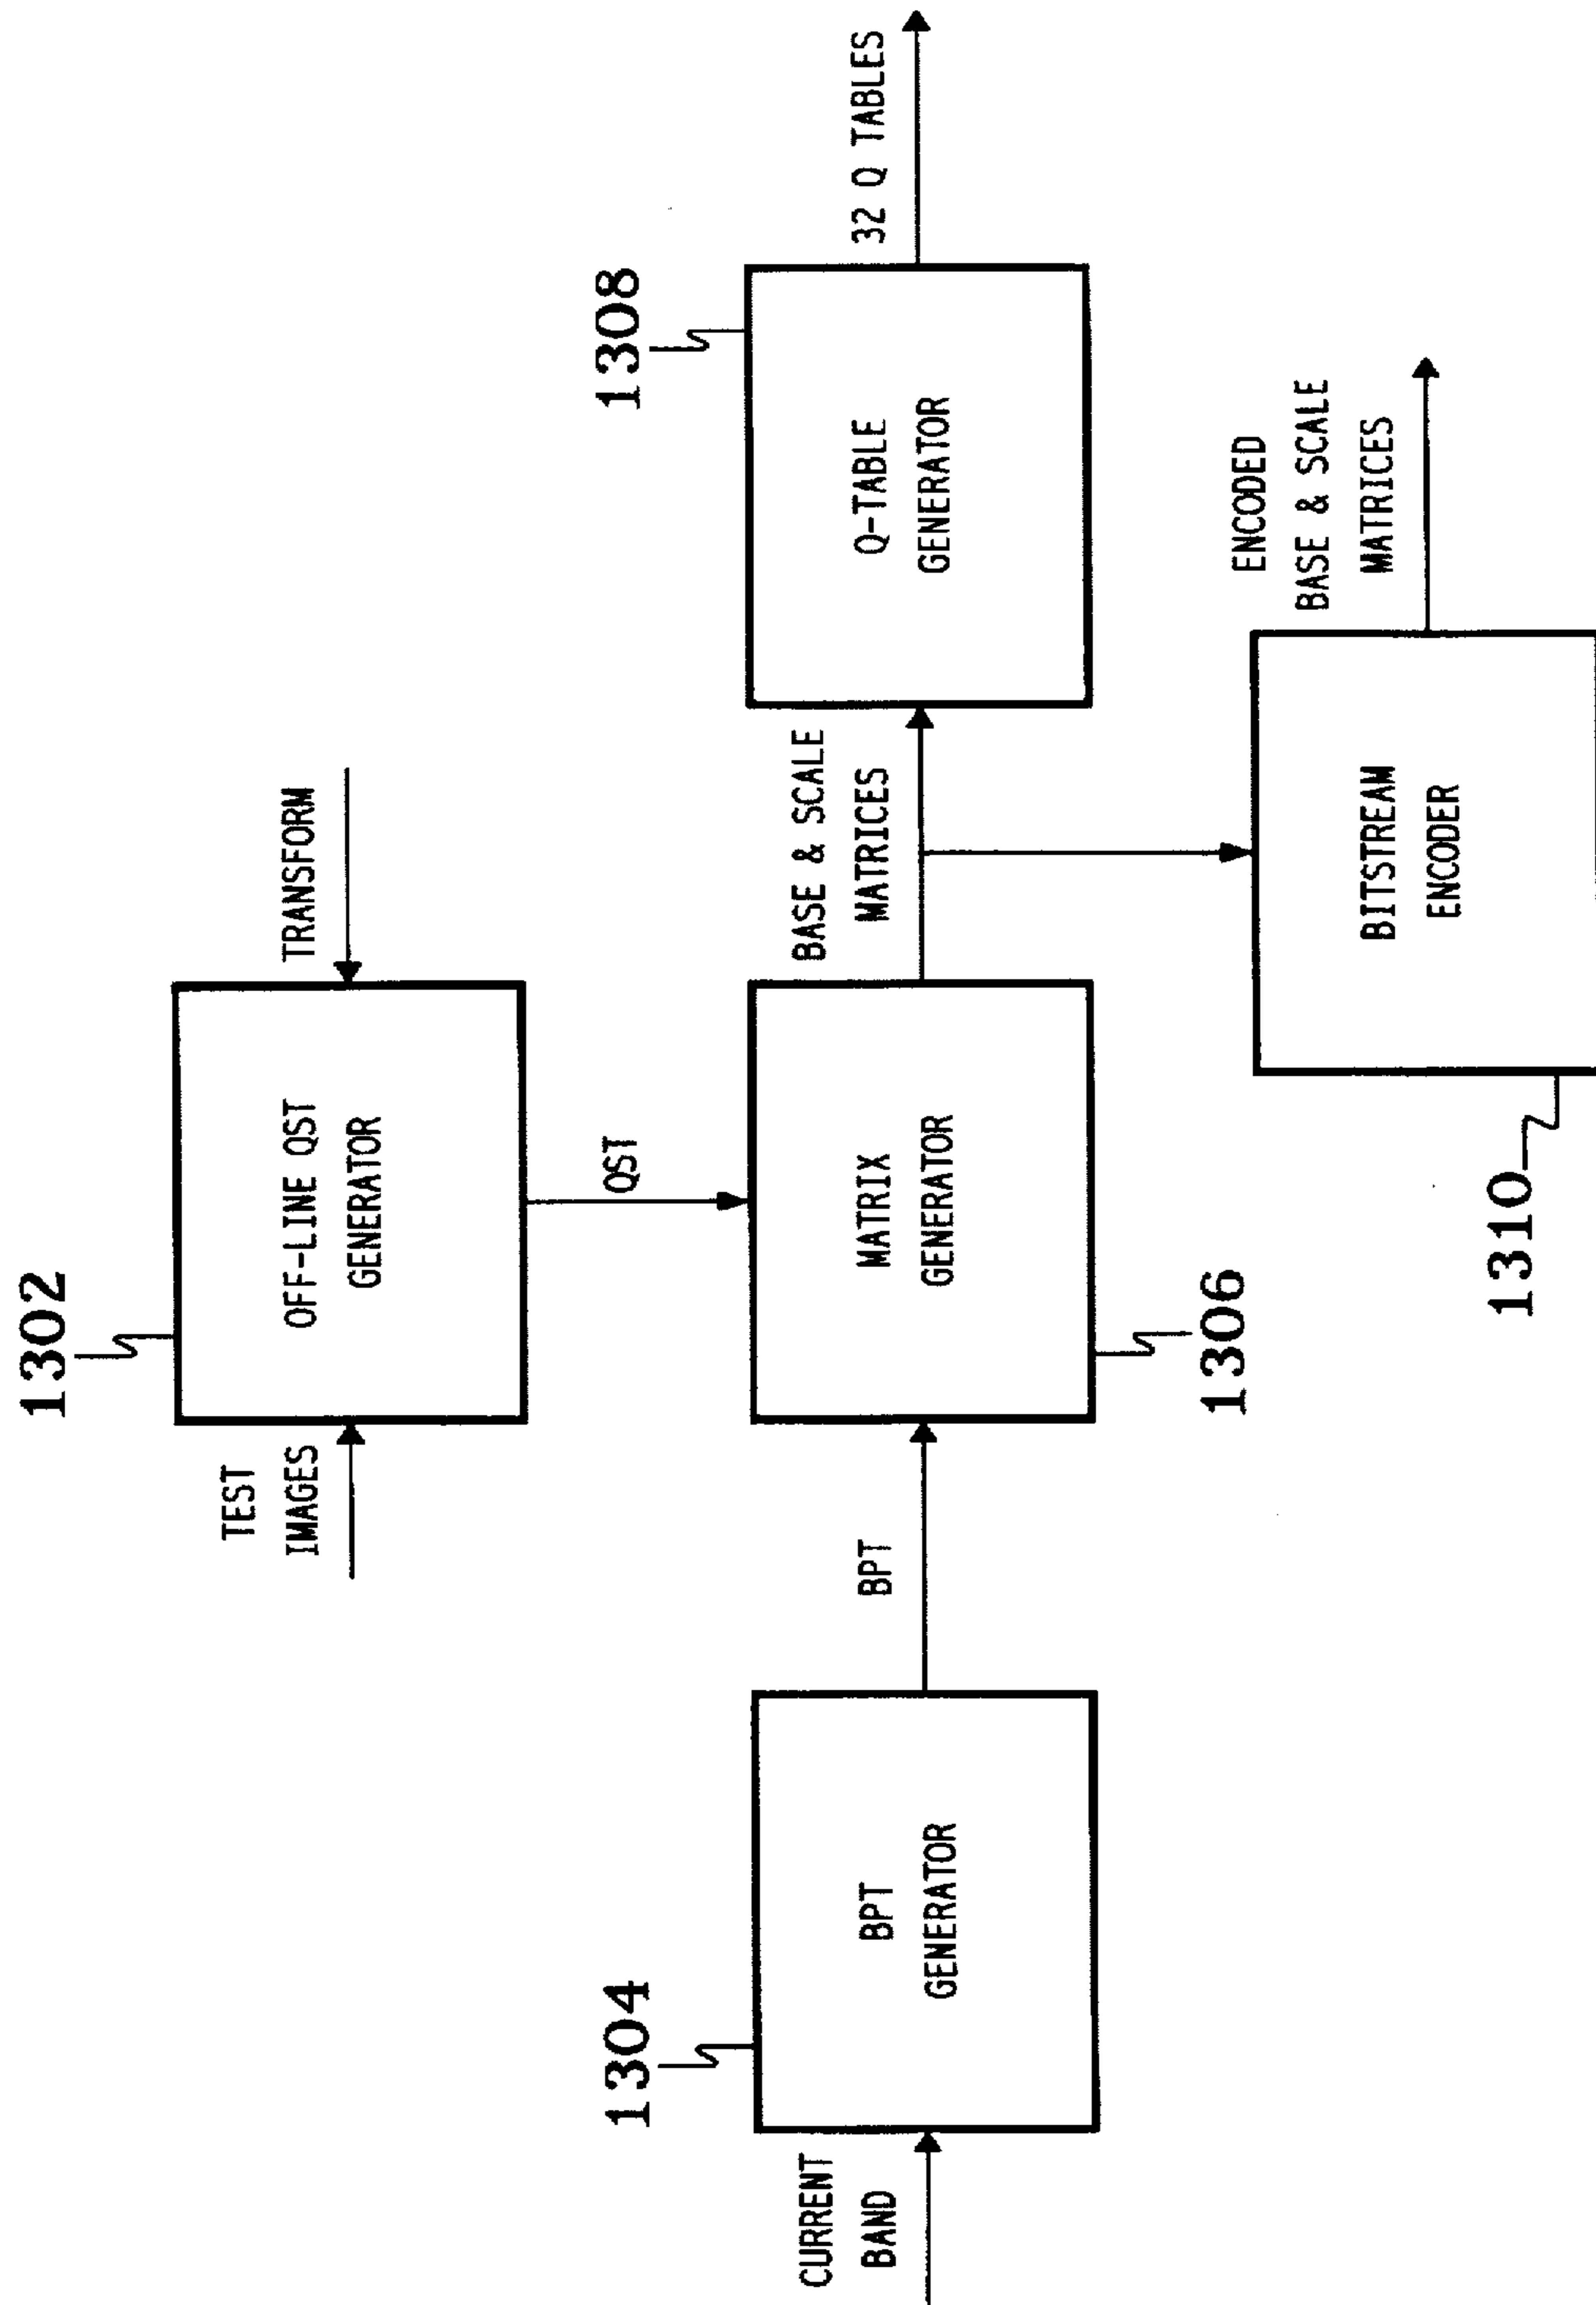 1302
TEST
IMAGES
OFF-LINE QST
GENERATOR
TRANSFORM
QST
1304
CURRENT
BAND
BPT
GENERATOR
BPT
MATRIX
GENERATOR
1306
BASE & SCALE
MATRICES
1308
Q-TABLE
GENERATOR
32 Q TABLES
1310
BITSTREAM
ENCODER
ENCODED
BASE & SCALE
MATRICES